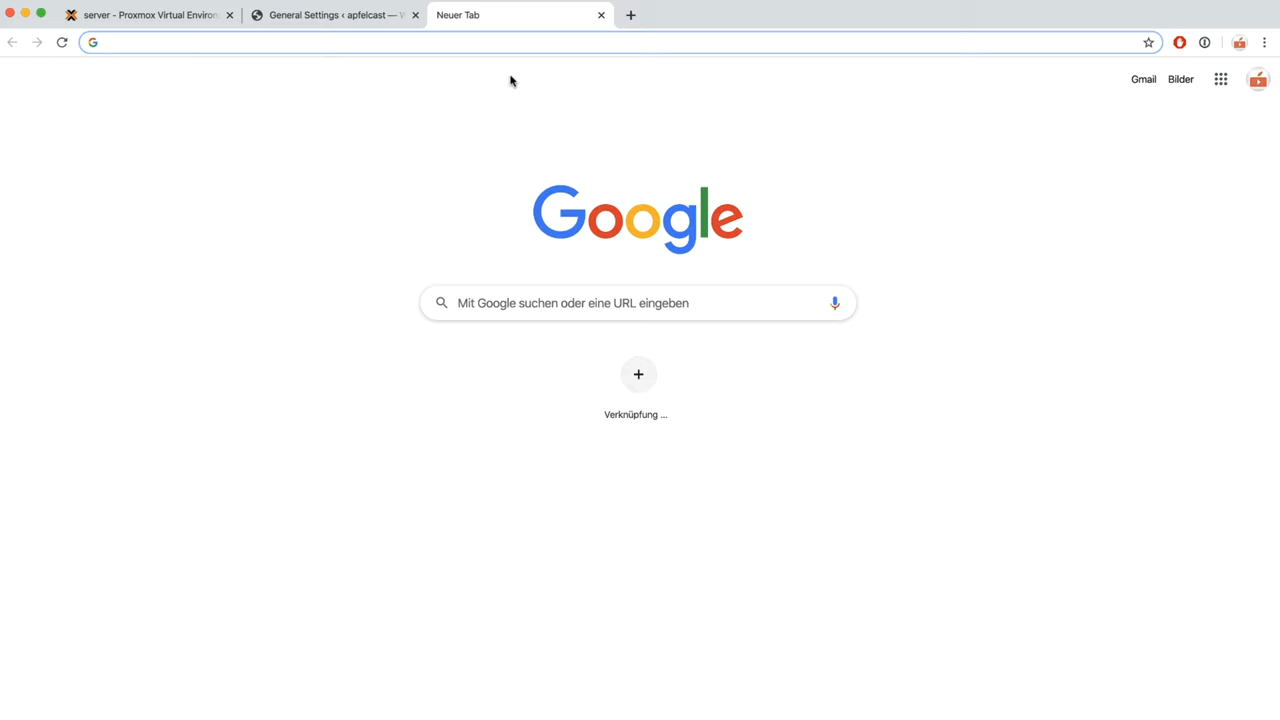 server - Proxmox Virtual Environ
General Settings ‹ apfelcast — W
Neuer Tab
Gmail
Bilder
Google
Mit Google suchen oder eine URL eingeben
Verknüpfung ...